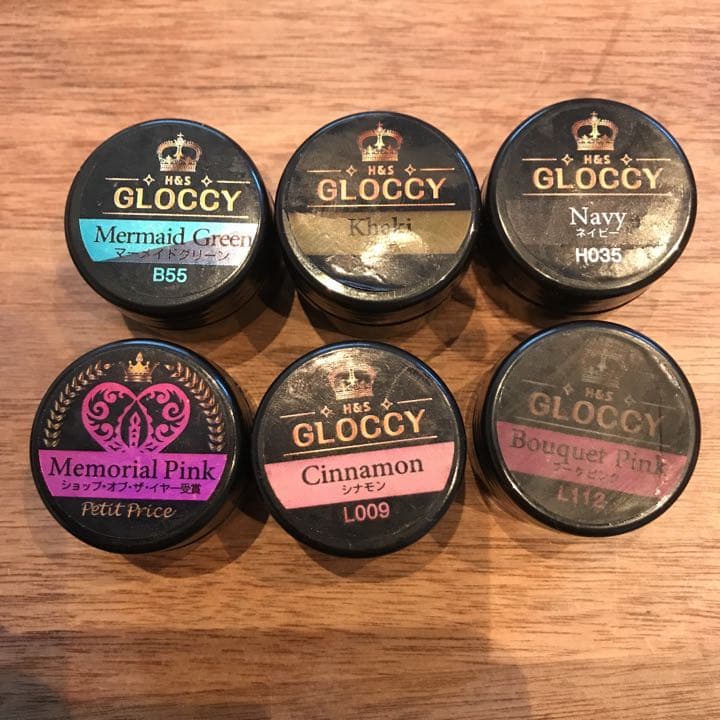 H&S
GLOCCY
Mermaid Green
マーメイドグリーン
B55
H&S
GLOCCY
Khaki
H&S
GLOCCY
Navy
ネイビー
H035
Memorial Pink
ショップ・オブ・ザ・イヤー受賞
Petit Price
H&S
GLOCCY
Cinnamon
シナモン
L009
H&S
GLOCCY
Bouquet Pink
ブーケピンク
L112